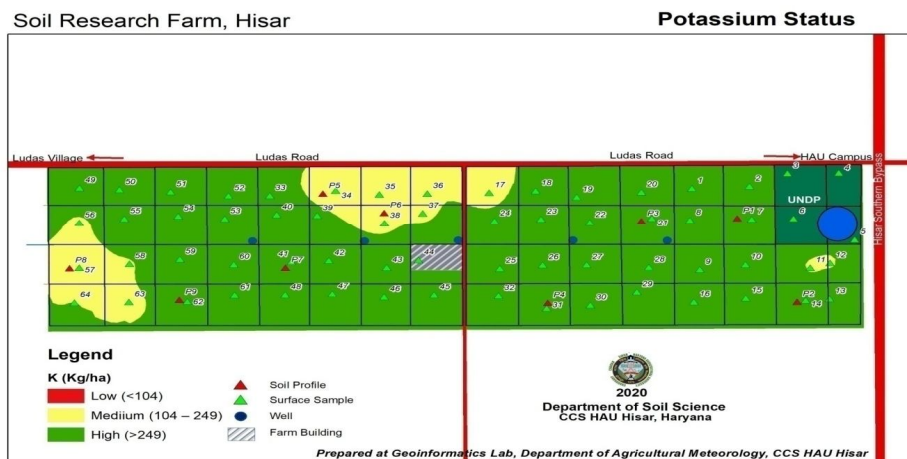 Soil Research Farm, Hisar
Potassium Status
Ludas Village
Ludas Road
Ludas Road
HAU Campus
Hisar Southern Bypass
49 50 51 52 33 P5 34 35 36 17 18 19 20 1 2 3 4
56 55 54 53 40 39 P6 38 37 24 23 22 P3 21 8 P1 7 UNDP 6 5
P8 57 58 59 60 41 P7 42 43 44 25 26 27 28 9 10 11 12
64 63 P9 62 61 48 47 46 45 32 P4 31 30 29 16 15 P2 14 13
Legend
K (Kg/ha)
Low (<104)
Mediium (104 – 249)
High (>249)
Soil Profile
Surface Sample
Well
Farm Building
2020
Department of Soil Science
CCS HAU Hisar, Haryana
Prepared at Geoinformatics Lab, Department of Agricultural Meteorology, CCS HAU Hisar